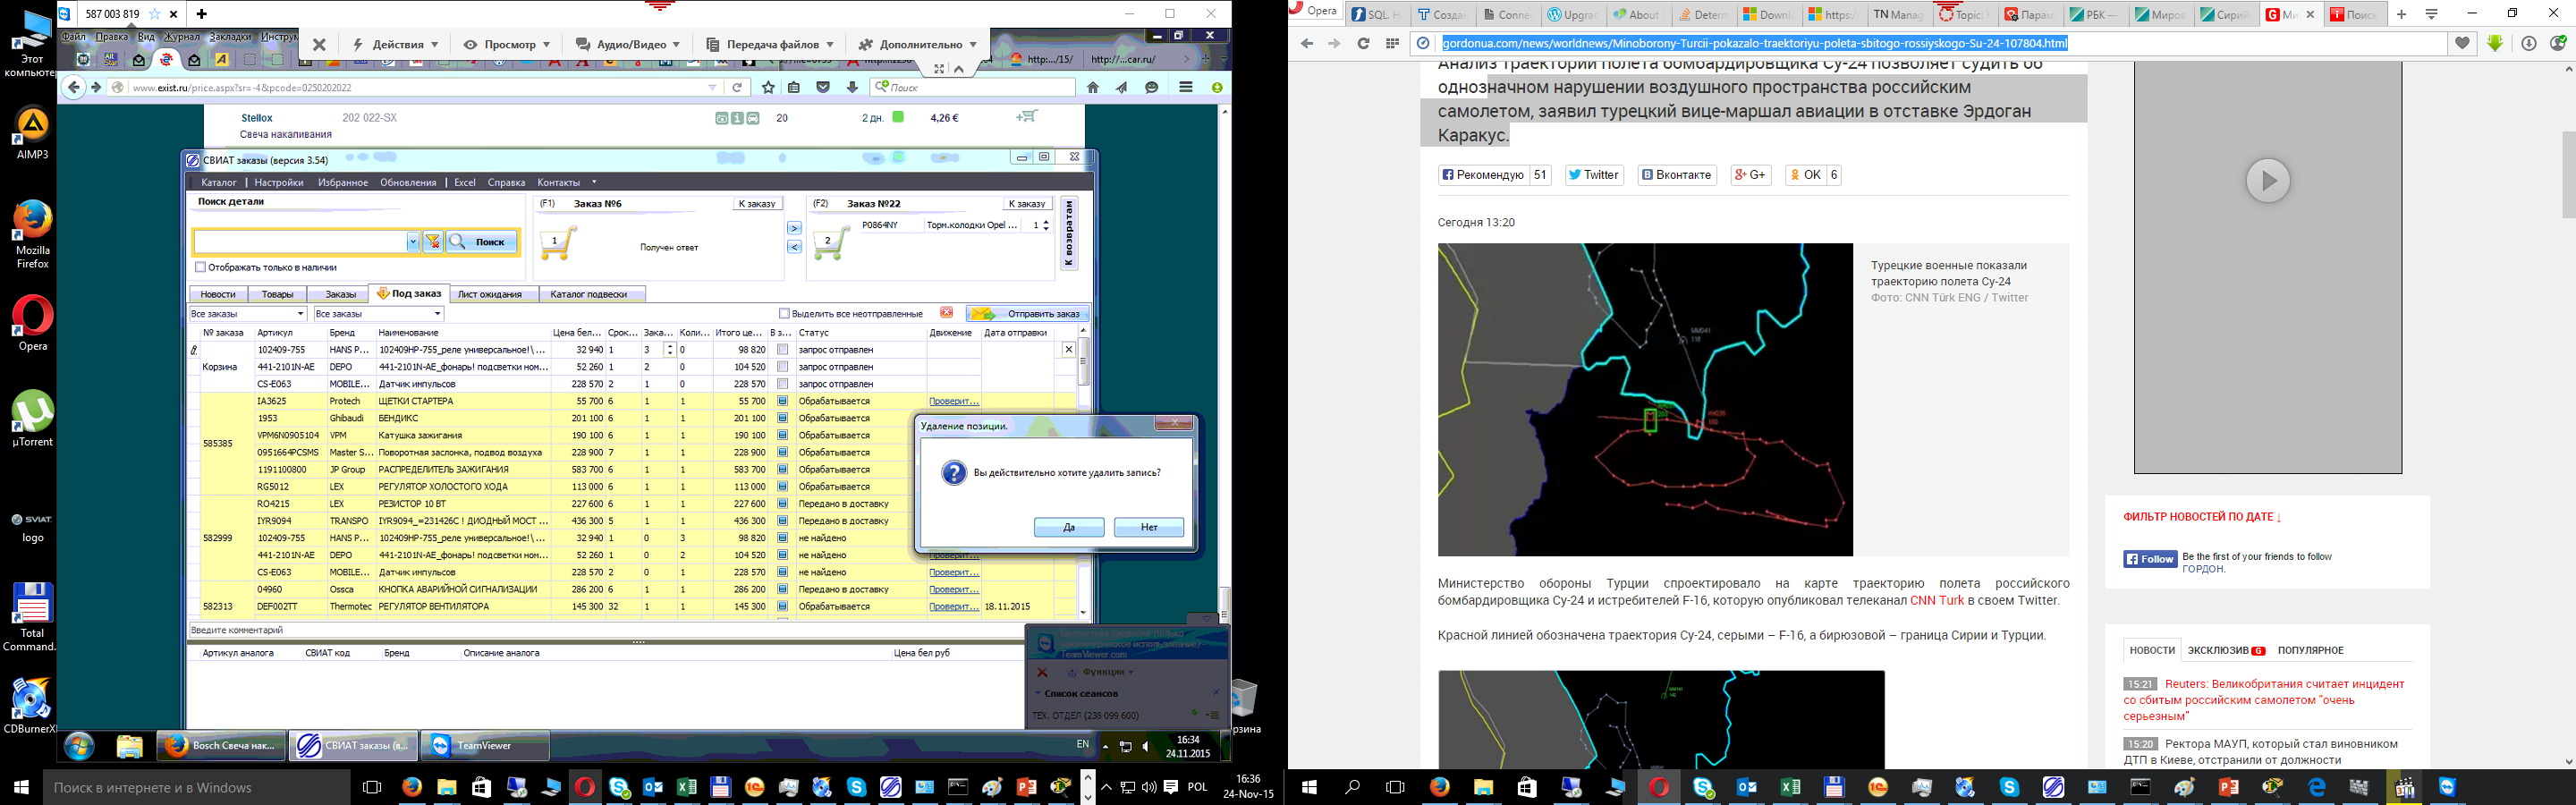 587 003 819
Файл Правка Вид Журнал Закладки Инструм
Действия Просмотр Аудио/Видео Передача файлов Дополнительно
http:.../15/ http://...car.ru/
www.exist.ru/price.aspx?sr=-4&pcode=0250202022
Поиск
Этот компьютер
AIMP3
Mozilla Firefox
Opera
µTorrent
SVIAT logo
Total Command.
CDBurnerX
Stellox 202 022-SX 20 2 дн. 4,26 €
Свеча накаливания
СВИАТ заказы (версия 3.54)
Каталог | Настройки Избранное Обновления | Excel Справка Контакты
Поиск детали
Поиск
Отображать только в наличии
(F1) Заказ №6 К заказу
1
Получен ответ
(F2) Заказ №22 К заказу
2
P0864NY Торм.колодки Opel ... 1
К возвратам
Новости Товары Заказы Под заказ Лист ожидания Каталог подвески
Все заказы Все заказы Выделить все неотправленные Отправить заказ
№ заказа Артикул Бренд Наименование Цена бел... Срок... Зака... Коли... Итого це... В з... Статус Движение Дата отправки
102409-755 HANS P... 102409HP-755_реле универсальное!\ ... 32 940 1 3 0 98 820 запрос отправлен
Корзина 441-2101N-AE DEPO 441-2101N-AE_фонарь! подсветки ном... 52 260 1 2 0 104 520 запрос отправлен
CS-E063 MOBILE... Датчик импульсов 228 570 2 1 0 228 570 запрос отправлен
IA3625 Protech ЩЕТКИ СТАРТЕРА 55 700 6 1 1 55 700 Обрабатывается Проверит...
1953 Ghibaudi БЕНДИКС 201 100 6 1 1 201 100 Обрабатывается
585385 VPM6N0905104 VPM Катушка зажигания 190 100 6 1 1 190 100 Обрабатывается
0951664PCSMS Master S... Поворотная заслонка, подвод воздуха 228 900 7 1 1 228 900 Обрабатывается
1191100800 JP Group РАСПРЕДЕЛИТЕЛЬ ЗАЖИГАНИЯ 583 700 6 1 1 583 700 Обрабатывается
RG5012 LEX РЕГУЛЯТОР ХОЛОСТОГО ХОДА 113 000 6 1 1 113 000 Обрабатывается
RO4215 LEX РЕЗИСТОР 10 ВТ 227 600 6 1 1 227 600 Передано в доставку
IYR9094 TRANSPO IYR9094_=231426C ! ДИОДНЫЙ МОСТ ... 436 300 5 1 1 436 300 Передано в доставку
582999 102409-755 HANS P... 102409HP-755_реле универсальное!\ ... 32 940 1 0 3 98 820 не найдено
441-2101N-AE DEPO 441-2101N-AE_фонарь! подсветки ном... 52 260 1 0 2 104 520 не найдено Проверит...
CS-E063 MOBILE... Датчик импульсов 228 570 2 0 1 228 570 не найдено Проверит...
04960 Ossca КНОПКА АВАРИЙНОЙ СИГНАЛИЗАЦИИ 286 200 6 1 1 286 200 Передано в доставку Проверит...
582313 DEF002TT Thermotec РЕГУЛЯТОР ВЕНТИЛЯТОРА 145 300 32 1 1 145 300 Обрабатывается Проверит... 18.11.2015
Введите комментарий
Артикул аналога СВИАТ код Бренд Описание аналога Цена бел руб
Удаление позиции.
Вы действительно хотите удалить запись?
Да Нет
TeamViewer.com
Функции
Список сеансов
ТЕХ. ОТДЕЛ (238 099 600)
рзина
Bosch Свеча нак... СВИАТ заказы (в... TeamViewer EN 16:34
24.11.2015
Поиск в интернете и в Windows POL 16:36
24-Nov-15
Opera SQL. Н Создан Connec Upgrad About Determ Downl https:/ TN Manag Topic: Парам РБК — Миров Сирий Ми Поиск
gordonua.com/news/worldnews/Minoborony-Turcii-pokazalo-traektoriyu-poleta-sbitogo-rossiyskogo-Su-24-107804.html
Анализ траектории полета бомбардировщика Су-24 позволяет судить об
однозначном нарушении воздушного пространства российским
самолетом, заявил турецкий вице-маршал авиации в отставке Эрдоган
Каракус.
Рекомендую 51 Twitter Вконтакте G+ OK 6
Сегодня 13:20
Турецкие военные показали
траекторию полета Су-24
Фото: CNN Türk ENG / Twitter
Министерство обороны Турции спроектировало на карте траекторию полета российского
бомбардировщика Су-24 и истребителей F-16, которую опубликовал телеканал CNN Turk в своем Twitter.
Красной линией обозначена траектория Су-24, серыми – F-16, а бирюзовой – граница Сирии и Турции.
ФИЛЬТР НОВОСТЕЙ ПО ДАТЕ ↓
Follow Be the first of your friends to follow
ГОРДОН.
НОВОСТИ ЭКСКЛЮЗИВ G ПОПУЛЯРНОЕ
15:21 Reuters: Великобритания считает инцидент
со сбитым российским самолетом "очень
серьезным"
15:20 Ректора МАУП, который стал виновником
ДТП в Киеве, отстранили от должности